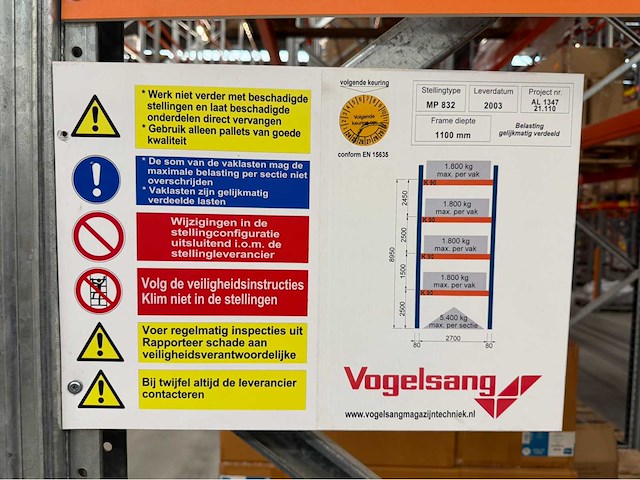 * Werk niet verder met beschadigde
stellingen en laat beschadigde
onderdelen direct vervangen
* Gebruik alleen pallets van goede
kwaliteit
* De som van de vaklasten mag de
maximale belasting per sectie niet
overschrijden
* Vaklasten zijn gelijkmatig
verdeelde lasten
Wijzigingen in de
stellingconfiguratie
uitsluitend i.o.m. de
stellingleverancier
Volg de veiligheidsinstructies
Klim niet in de stellingen
Voer regelmatig inspecties uit
Rapporteer schade aan
veiligheidsverantwoordelijke
Bij twijfel altijd de leverancier
contacteren
volgende keuring
Volgende
conform EN 15635
Stellingtype
MP 832
Leverdatum
2003
Project nr.
AL 1347
21.110
Frame diepte
1100 mm
Belasting
gelijkmatig verdeeld
1.800 kg
max. per vak
K 90
2450
1.800 kg
max. per vak
K 90
2500
1.800 kg
max. per vak
K 90
8950
1500
1.800 kg
max. per vak
K 90
2500
5.400 kg
max. per sectie
80
2700
80
Vogelsang
www.vogelsangmagazijntechniek.nl